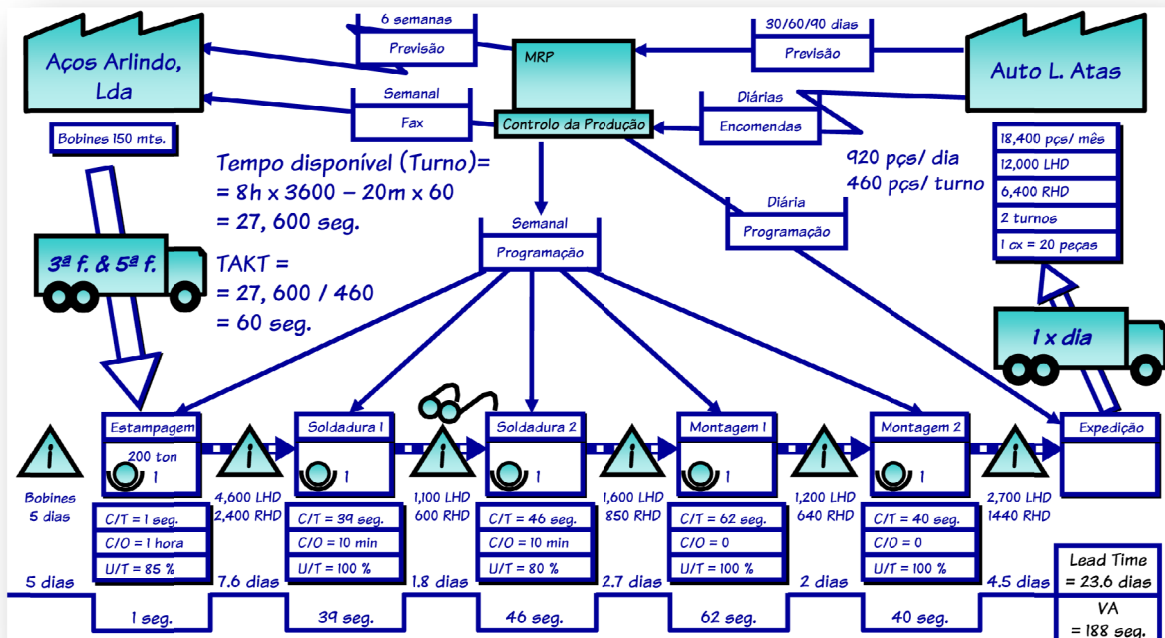 Aços Arlindo,
Lda
6 semanas
Previsão
MRP
30/60/90 dias
Previsão
Auto L. Atas
Semanal
Fax
Controlo da Produção
Diárias
Encomendas
Bobines 150 mts.
Tempo disponível (Turno)=
= 8h x 3600 – 20m x 60
= 27, 600 seg.
TAKT =
= 27, 600 / 460
= 60 seg.
920 pçs/ dia
460 pçs/ turno
18,400 pçs/ mês
12,000 LHD
6,400 RHD
2 turnos
1 cx = 20 peças
3ª f. & 5ª f.
Semanal
Programação
Diária
Programação
1 x dia
Estampagem
200 ton
1
Soldadura 1
1
Soldadura 2
1
Montagem 1
1
Montagem 2
1
Expedição
Bobines
5 dias
4,600 LHD
2,400 RHD
1,100 LHD
600 RHD
1,600 LHD
850 RHD
1,200 LHD
640 RHD
2,700 LHD
1440 RHD
C/T = 1 seg.
C/O = 1 hora
U/T = 85 %
C/T = 39 seg.
C/O = 10 min
U/T = 100 %
C/T = 46 seg.
C/O = 10 min
U/T = 80 %
C/T = 62 seg.
C/O = 0
U/T = 100 %
C/T = 40 seg.
C/O = 0
U/T = 100 %
5 dias
7.6 dias
1.8 dias
2.7 dias
2 dias
4.5 dias
1 seg.
39 seg.
46 seg.
62 seg.
40 seg.
Lead Time
= 23.6 dias
VA
= 188 seg.